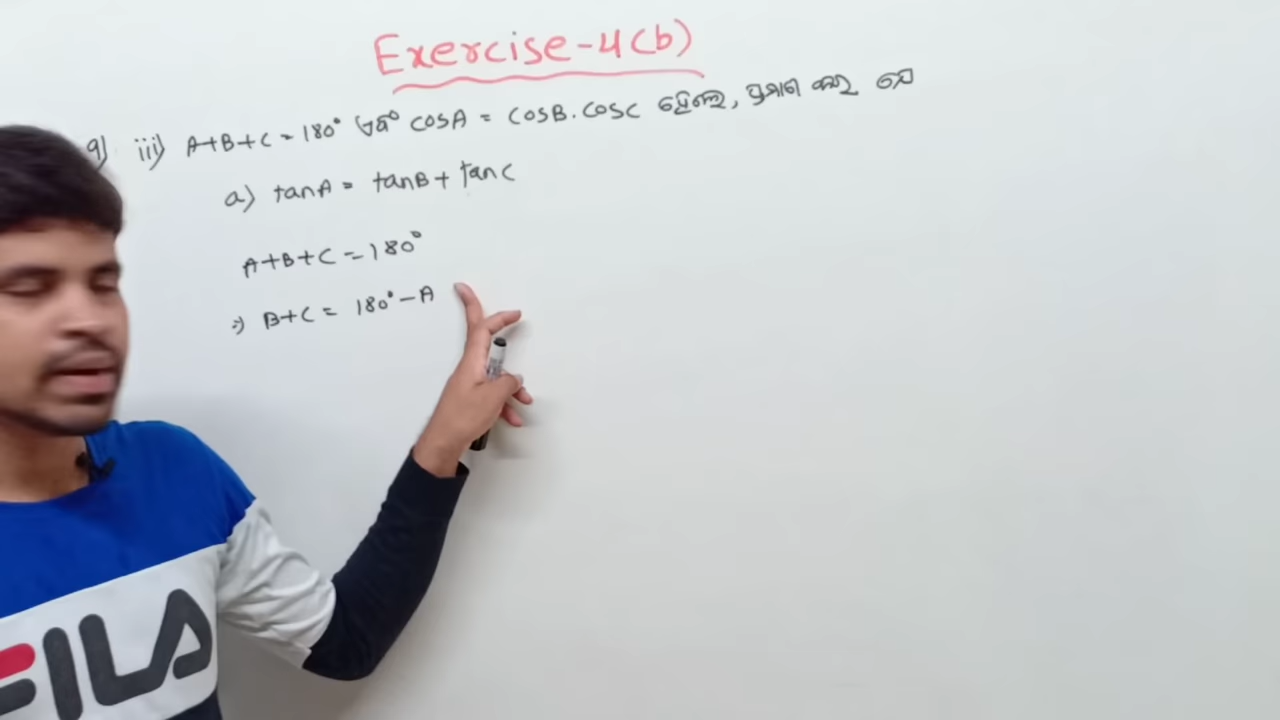 Exercise-4(b)
9) iii) A+B+C = 180° ଏବଂ cosA = cosB.cosC ହେଲେ, ପ୍ରମାଣ କର ଯେ
a) tanA = tanB + tanC
A+B+C = 180°
⇒ B+C = 180° - A
FILA